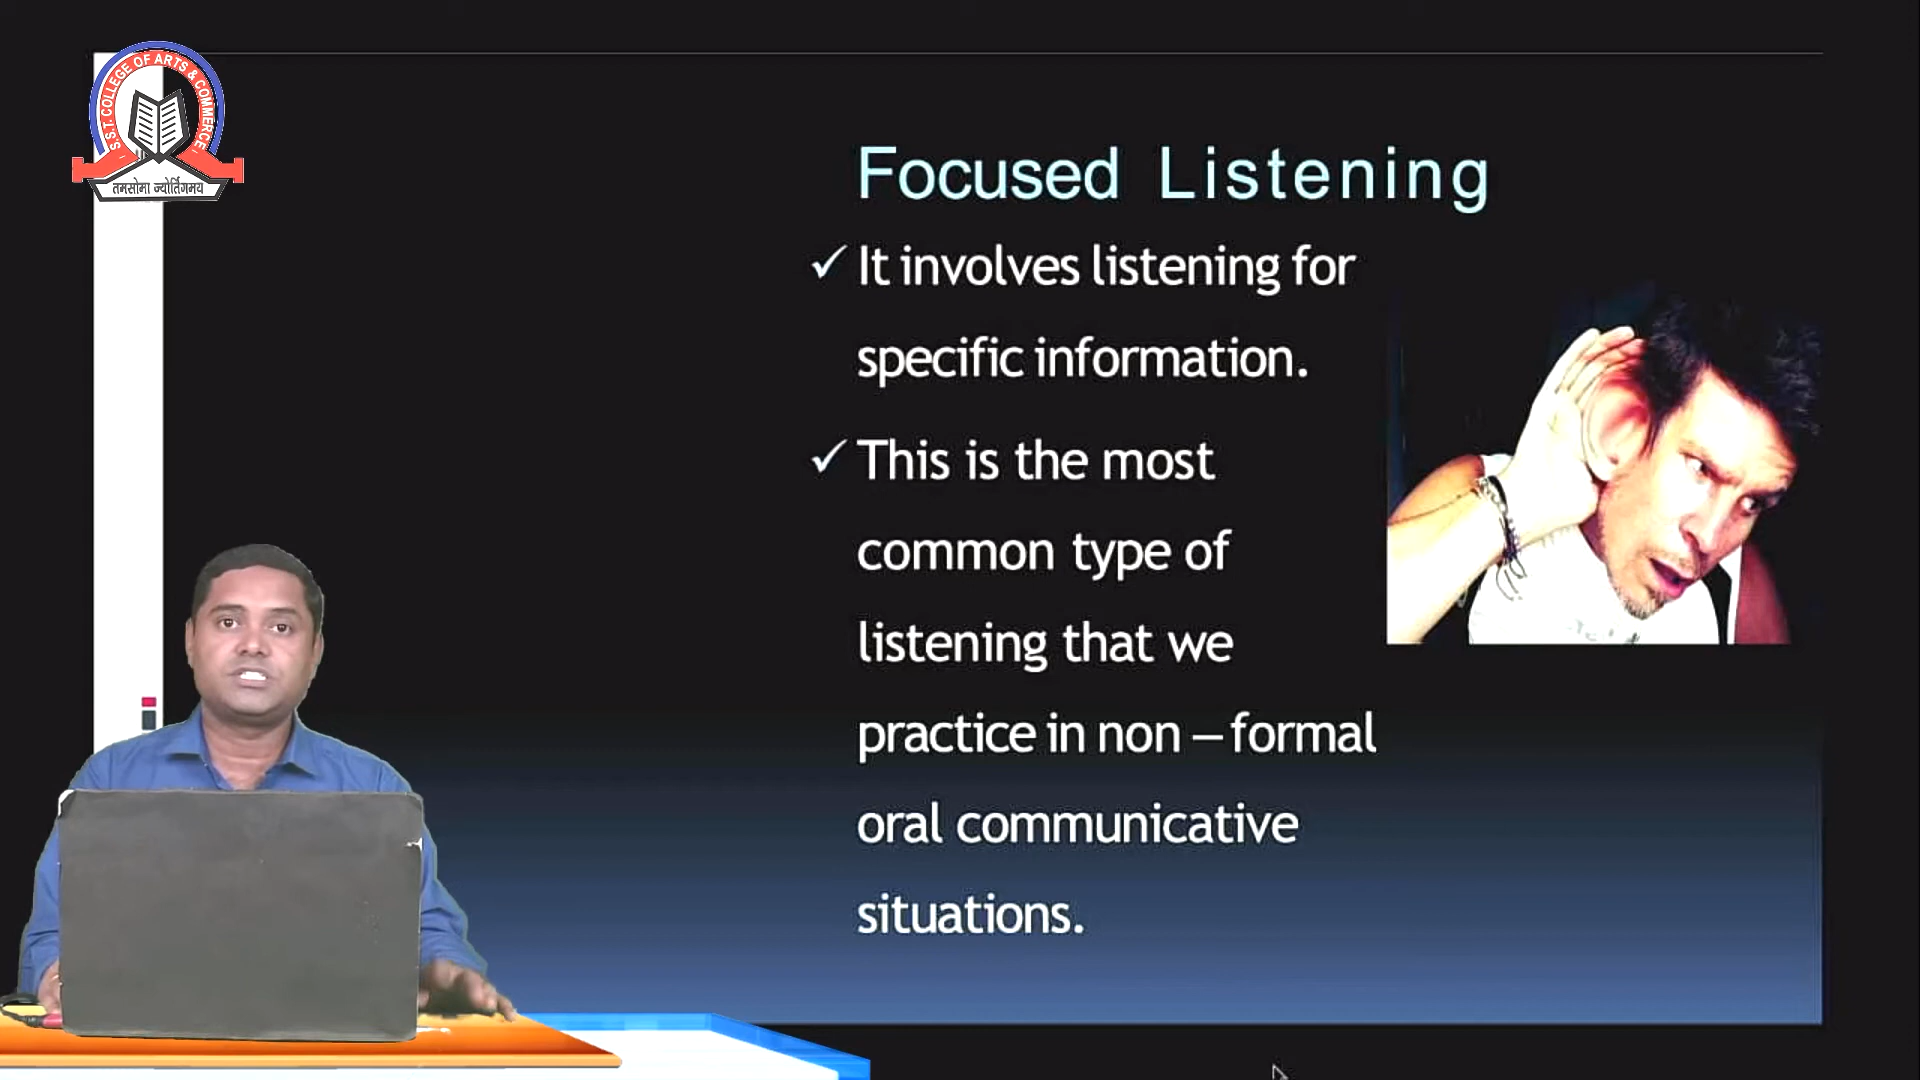 S.S.T. COLLEGE OF ARTS & COMMERCE
तमसोमा ज्योर्तिगमय
Focused Listening
✓ It involves listening for
specific information.
✓ This is the most
common type of
listening that we
practice in non – formal
oral communicative
situations.